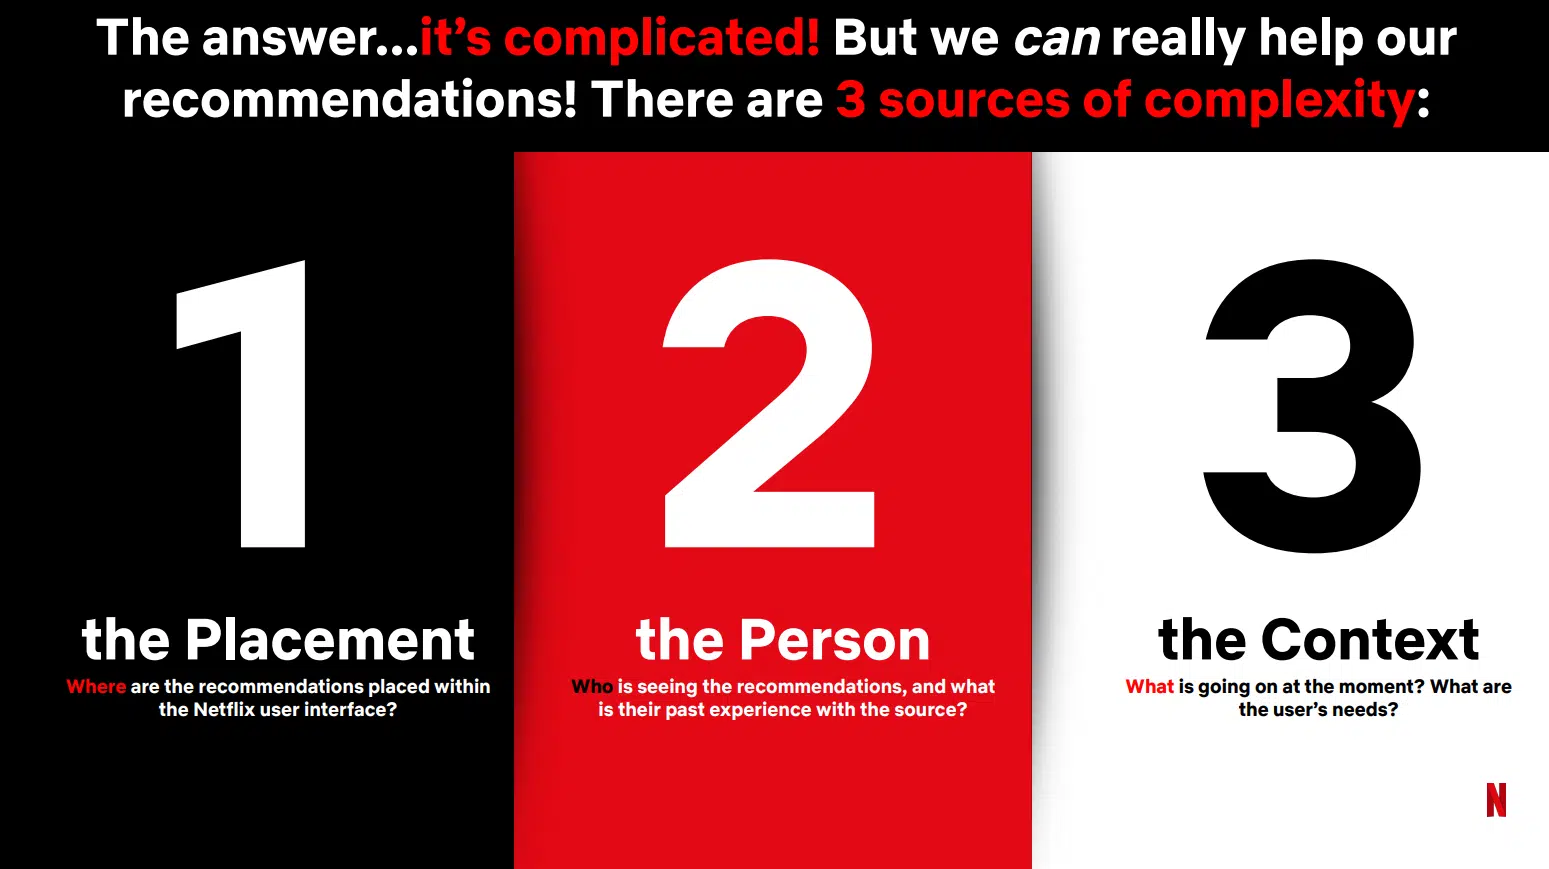 The answer...it’s complicated! But we can really help our
recommendations! There are 3 sources of complexity:
1
the Placement
Where are the recommendations placed within
the Netflix user interface?
2
the Person
Who is seeing the recommendations, and what
is their past experience with the source?
3
the Context
What is going on at the moment? What are
the user’s needs?
N